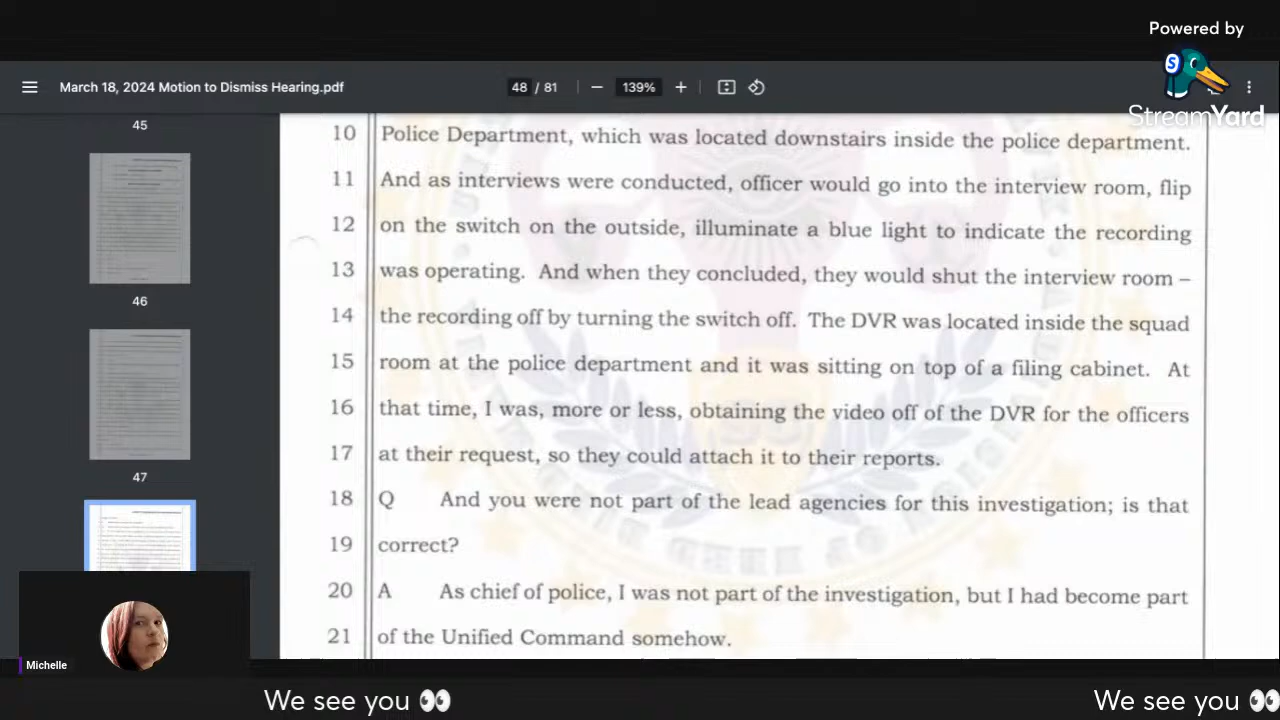 Powered by
StreamYard
March 18, 2024 Motion to Dismiss Hearing.pdf
48 / 81
139%
45
46
47
10 Police Department, which was located downstairs inside the police department.
11 And as interviews were conducted, officer would go into the interview room, flip
12 on the switch on the outside, illuminate a blue light to indicate the recording
13 was operating. And when they concluded, they would shut the interview room –
14 the recording off by turning the switch off. The DVR was located inside the squad
15 room at the police department and it was sitting on top of a filing cabinet. At
16 that time, I was, more or less, obtaining the video off of the DVR for the officers
17 at their request, so they could attach it to their reports.
18 Q And you were not part of the lead agencies for this investigation; is that
19 correct?
20 A As chief of police, I was not part of the investigation, but I had become part
21 of the Unified Command somehow.
Michelle
We see you 👀
We see you 👀